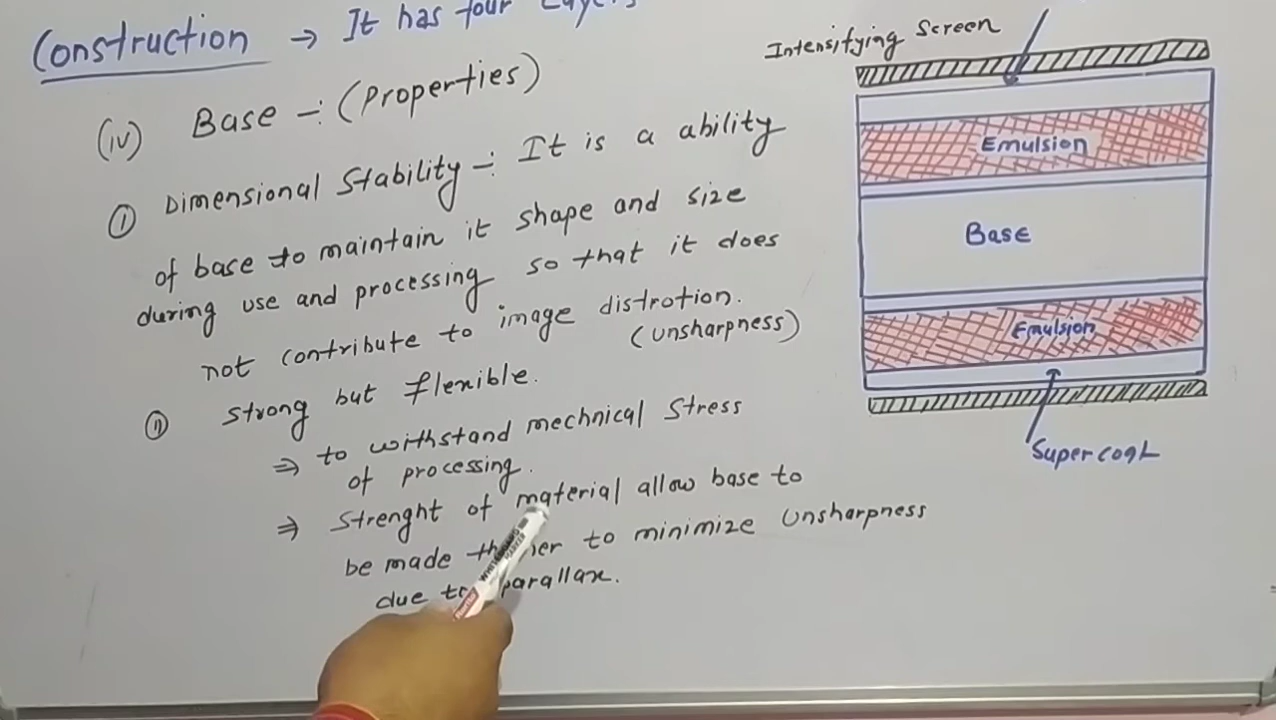 Construction → It has four Layers
(iv) Base -: (Properties)
① Dimensional Stability -: It is a ability
of base to maintain it shape and size
during use and processing so that it does
not contribute to image distrotion.
(unsharpness)
② Strong but flexible.
⇒ to withstand mechnical Stress
of processing.
⇒ Strenght of material allow base to
be made to minimize Unsharpness
due parallax.
Intensifying Screen
Emulsion
Base
Emulsion
Super coat